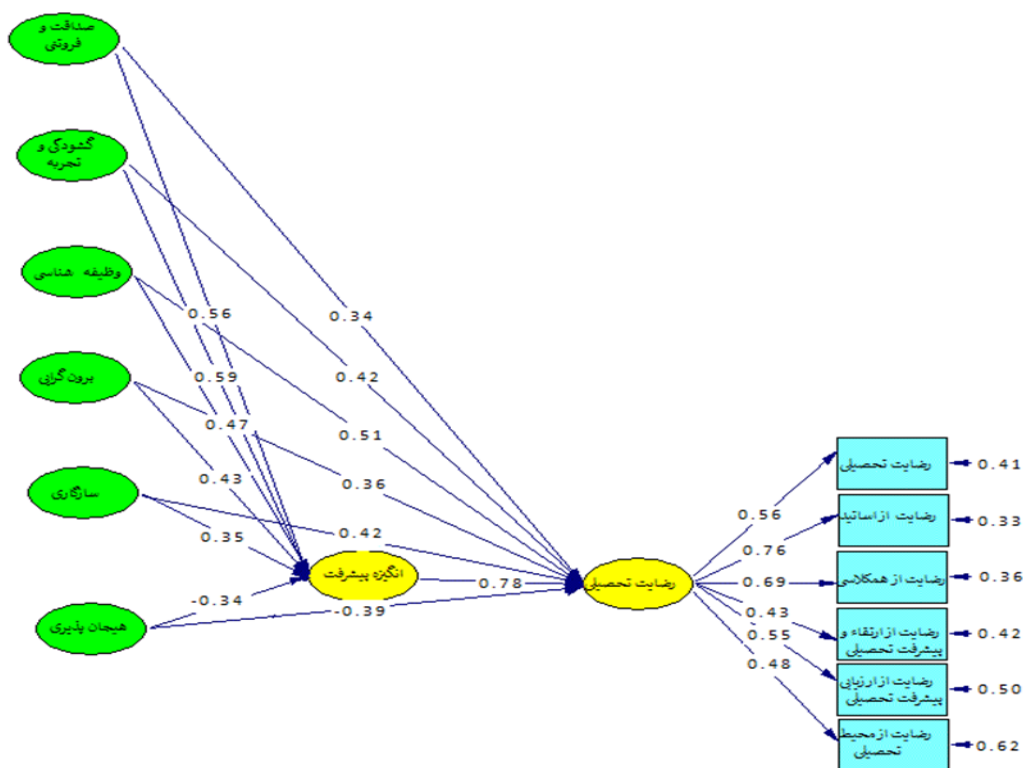 صداقت و
فروتنی
گشودگی و
تجربه
وظیفه شناسی
برون گرایی
سازگاری
هیجان پذیری
0.56
0.59
0.47
0.43
0.35
-0.34
0.34
0.42
0.51
0.36
0.42
-0.39
انگیزه پیشرفت
0.78
رضایت تحصیلی
0.56
0.76
0.69
0.43
0.55
0.48
رضایت تحصیلی
0.41
رضایت از اساتید
0.33
رضایت از همکلاسی
0.36
رضایت از ارتقاء و
پیشرفت تحصیلی
0.42
رضایت از ارزیابی
پیشرفت تحصیلی
0.50
رضایت از محیط
تحصیلی
0.62